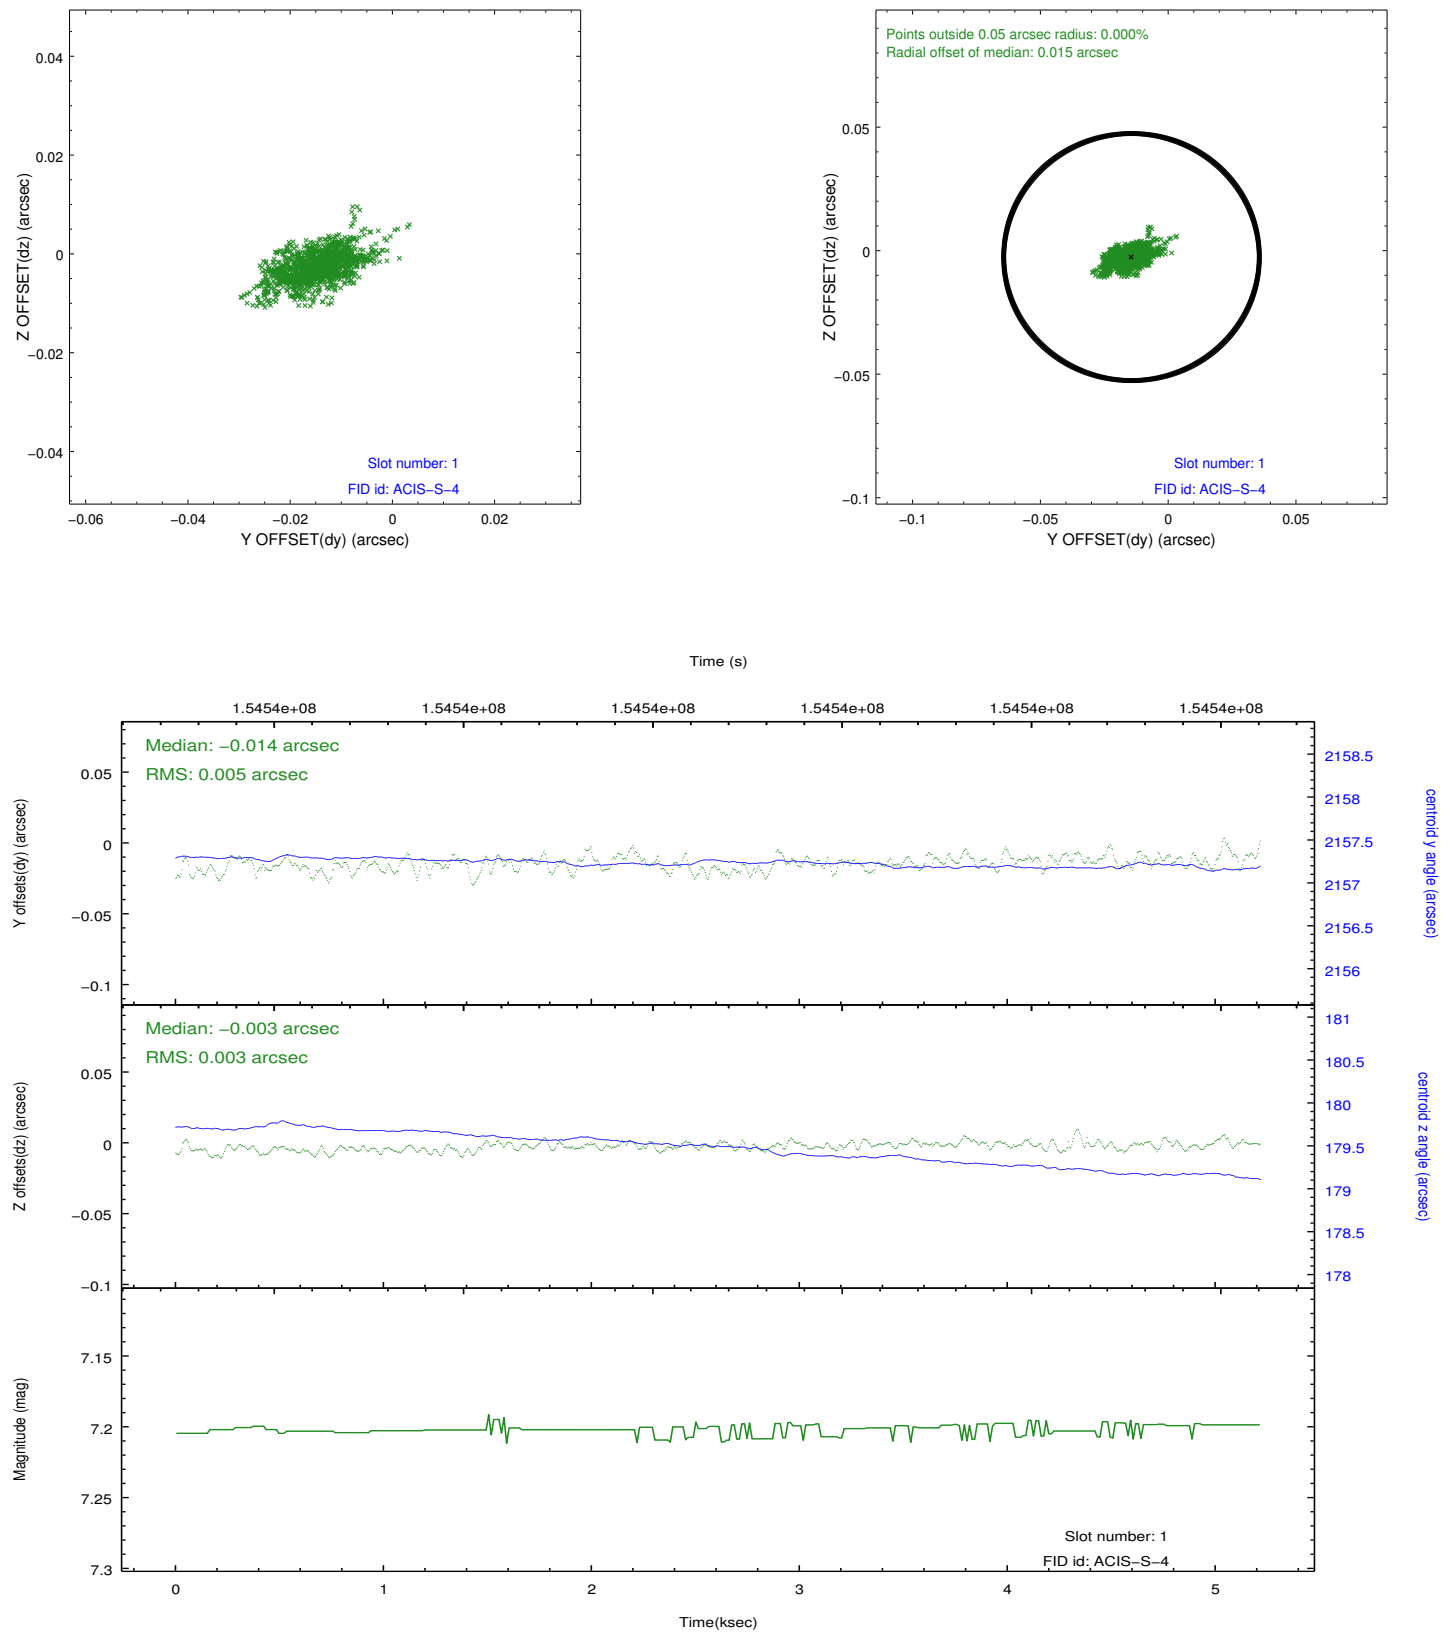 0.04
0.02
0
−0.02
−0.04
Z OFFSET(dz) (arcsec)
Slot number: 1
FID id: ACIS−S−4
−0.06
−0.04
−0.02
0
0.02
Y OFFSET(dy) (arcsec)
Points outside 0.05 arcsec radius: 0.000%
Radial offset of median: 0.015 arcsec
0.05
0
−0.05
−0.1
Z OFFSET(dz) (arcsec)
Slot number: 1
FID id: ACIS−S−4
−0.1
−0.05
0
0.05
Y OFFSET(dy) (arcsec)
Time (s)
1.5454e+08
1.5454e+08
1.5454e+08
1.5454e+08
1.5454e+08
1.5454e+08
Median: −0.014 arcsec
RMS: 0.005 arcsec
0.05
0
−0.05
−0.1
Y offsets(dy) (arcsec)
2158.5
2158
2157.5
2157
2156.5
2156
centroid y angle (arcsec)
Median: −0.003 arcsec
RMS: 0.003 arcsec
0.05
0
−0.05
−0.1
Z offsets(dz) (arcsec)
181
180.5
180
179.5
179
178.5
178
centroid z angle (arcsec)
7.15
7.2
7.25
7.3
Magnitude (mag)
Slot number: 1
FID id: ACIS−S−4
0
1
2
3
4
5
Time(ksec)